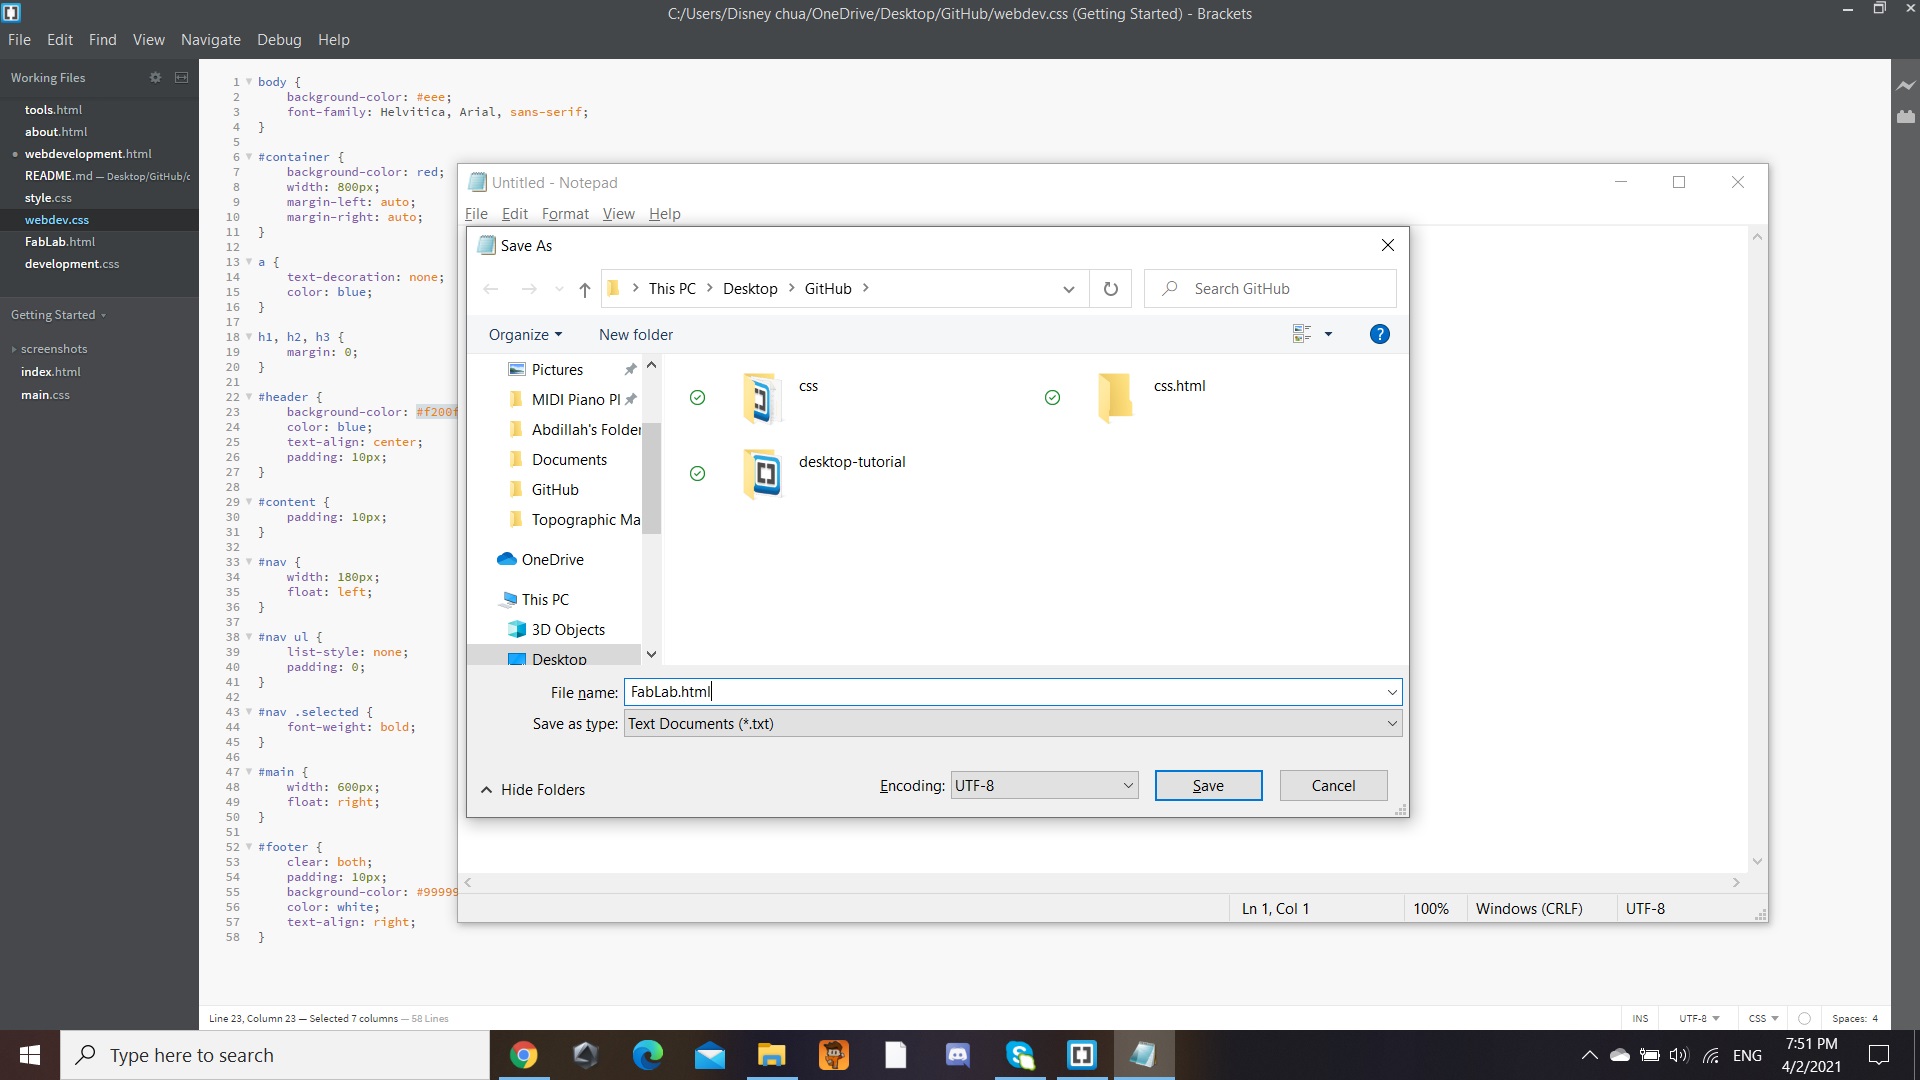 C:/Users/Disney chua/OneDrive/Desktop/GitHub/webdev.css (Getting Started) - Brackets
File Edit Find View Navigate Debug Help
Working Files
tools.html
about.html
webdevelopment.html
README.md — Desktop/GitHub/c
style.css
webdev.css
FabLab.html
development.css
Getting Started
screenshots
index.html
main.css
1 body {
2 background-color: #eee;
3 font-family: Helvitica, Arial, sans-serif;
4 }
5
6 #container {
7 background-color: red;
8 width: 800px;
9 margin-left: auto;
10 margin-right: auto;
11 }
12
13 a {
14 text-decoration: none;
15 color: blue;
16 }
17
18 h1, h2, h3 {
19 margin: 0;
20 }
21
22 #header {
23 background-color: #f200f
24 color: blue;
25 text-align: center;
26 padding: 10px;
27 }
28
29 #content {
30 padding: 10px;
31 }
32
33 #nav {
34 width: 180px;
35 float: left;
36 }
37
38 #nav ul {
39 list-style: none;
40 padding: 0;
41 }
42
43 #nav .selected {
44 font-weight: bold;
45 }
46
47 #main {
48 width: 600px;
49 float: right;
50 }
51
52 #footer {
53 clear: both;
54 padding: 10px;
55 background-color: #99999
56 color: white;
57 text-align: right;
58 }
Untitled - Notepad
File Edit Format View Help
Save As
This PC > Desktop > GitHub >
Search GitHub
Organize New folder
Pictures
MIDI Piano Pl
Abdillah's Folder
Documents
GitHub
Topographic Ma
OneDrive
This PC
3D Objects
Desktop
css
css.html
desktop-tutorial
File name: FabLab.html
Save as type: Text Documents (*.txt)
Hide Folders
Encoding: UTF-8
Save
Cancel
Ln 1, Col 1
100%
Windows (CRLF)
UTF-8
Line 23, Column 23 — Selected 7 columns — 58 Lines
INS UTF-8 CSS Spaces: 4
Type here to search
ENG
7:51 PM
4/2/2021